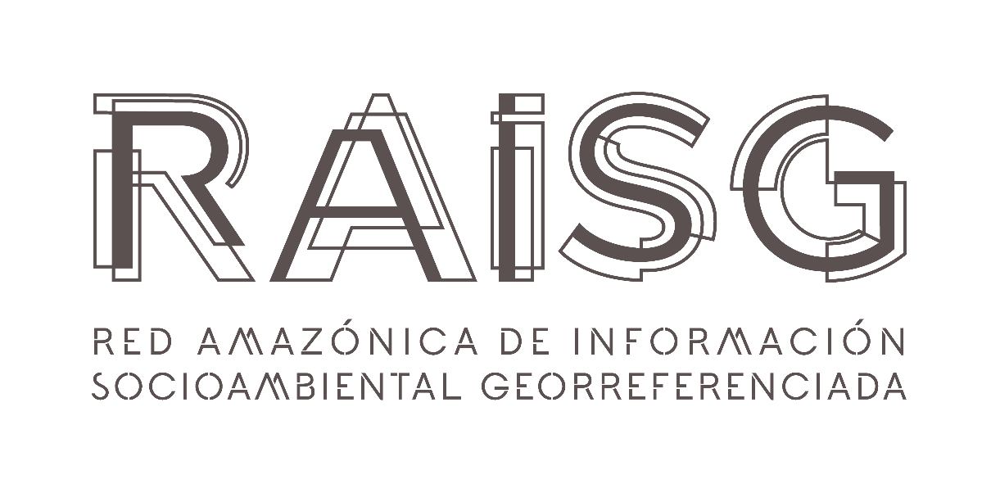 RAISG
RED AMAZÓNICA DE INFORMACIÓN
SOCIOAMBIENTAL GEORREFERENCIADA